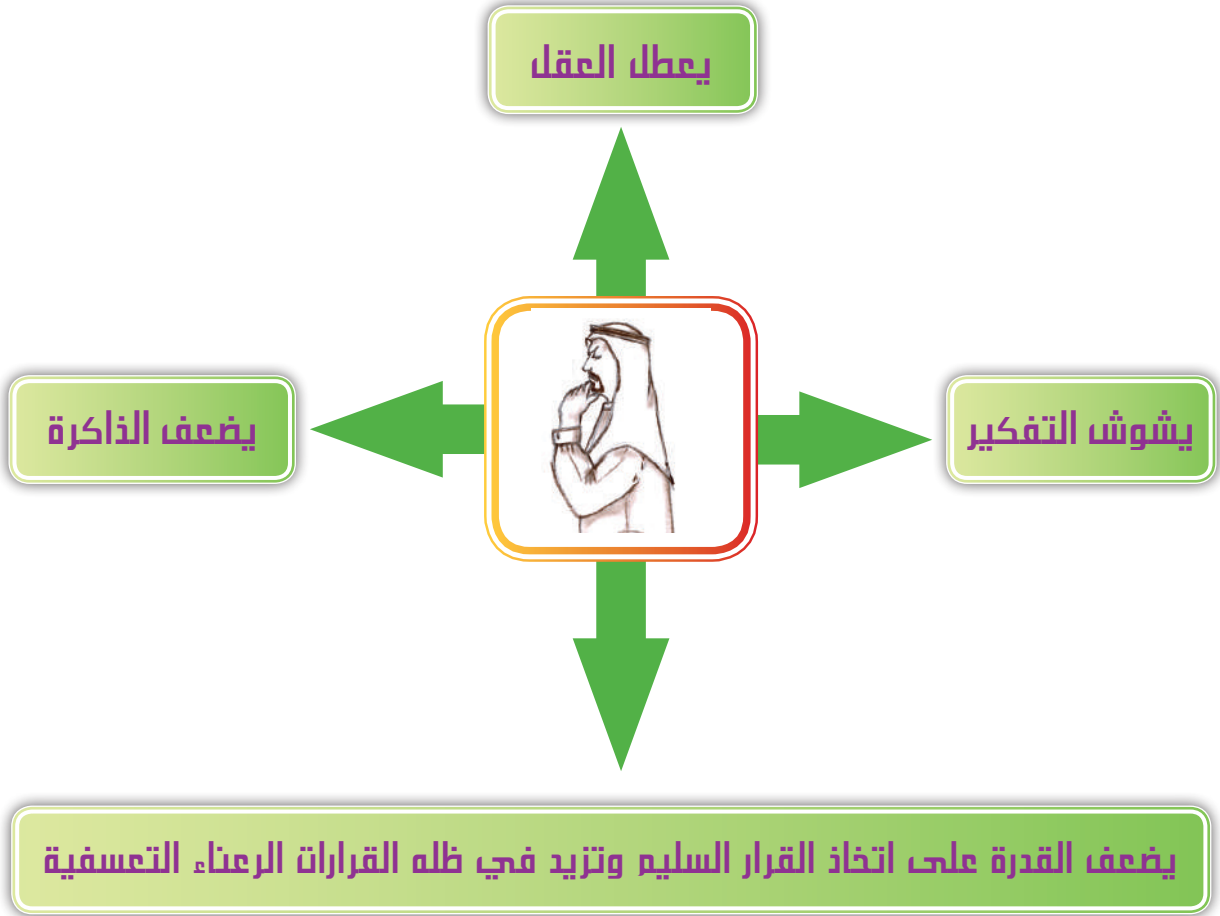 يعطل العقل
يشوش التفكير
يضعف الذاكرة
يضعف القدرة على اتخاذ القرار السليم وتزيد في ظله القرارات الرعناء التعسفية